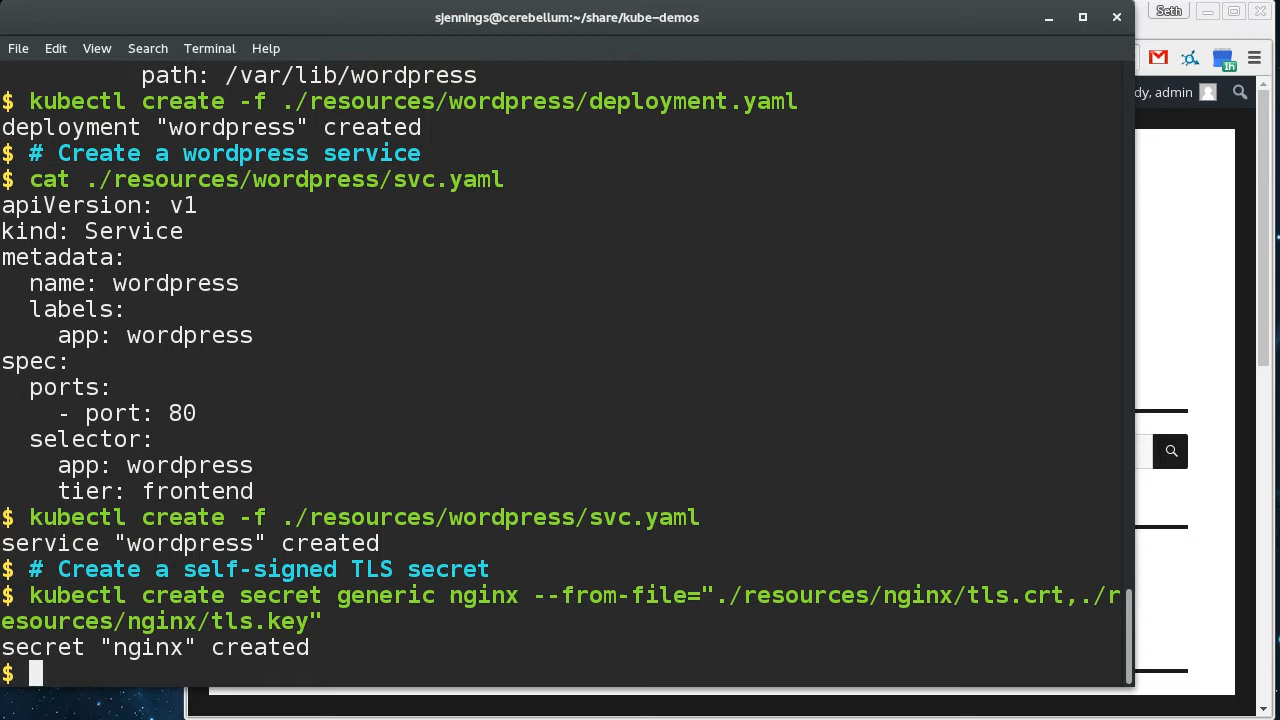 sjennings@cerebellum:~/share/kube-demos
Seth
File Edit View Search Terminal Help
path: /var/lib/wordpress
$ kubectl create -f ./resources/wordpress/deployment.yaml
deployment "wordpress" created
$ # Create a wordpress service
$ cat ./resources/wordpress/svc.yaml
apiVersion: v1
kind: Service
metadata:
  name: wordpress
  labels:
    app: wordpress
spec:
  ports:
    - port: 80
  selector:
    app: wordpress
    tier: frontend
$ kubectl create -f ./resources/wordpress/svc.yaml
service "wordpress" created
$ # Create a self-signed TLS secret
$ kubectl create secret generic nginx --from-file="./resources/nginx/tls.crt,./r
esources/nginx/tls.key"
secret "nginx" created
$
1h
dy, admin